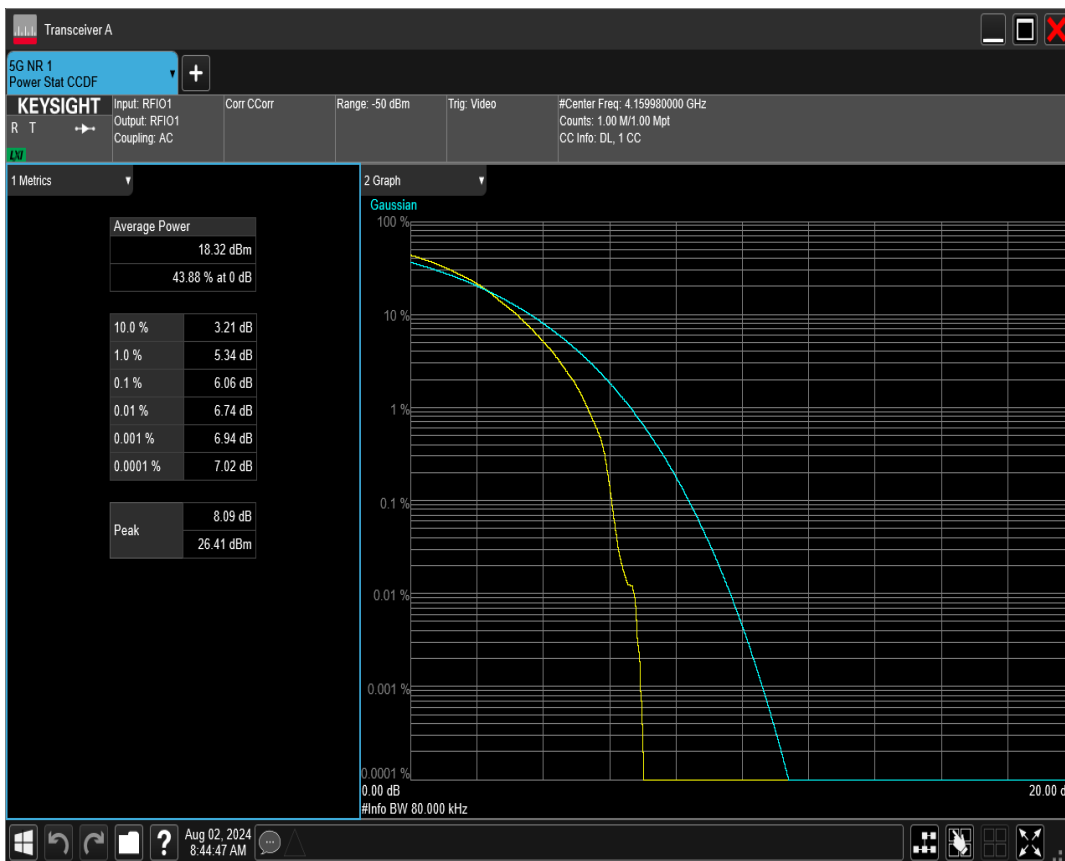 Transceiver A
5G NR 1
Power Stat CCDF
KEYSIGHT
R T
LXI
Input: RFIO1
Output: RFIO1
Coupling: AC
Corr CCorr
Range: -50 dBm
Trig: Video
#Center Freq: 4.159980000 GHz
Counts: 1.00 M/1.00 Mpt
CC Info: DL, 1 CC
1 Metrics
Average Power
18.32 dBm
43.88 % at 0 dB
10.0 % 3.21 dB
1.0 % 5.34 dB
0.1 % 6.06 dB
0.01 % 6.74 dB
0.001 % 6.94 dB
0.0001 % 7.02 dB
Peak 8.09 dB
26.41 dBm
2 Graph
Gaussian
100 %
10 %
1 %
0.1 %
0.01 %
0.001 %
0.0001 %
0.00 dB 20.00 d
#Info BW 80.000 kHz
Aug 02, 2024
8:44:47 AM